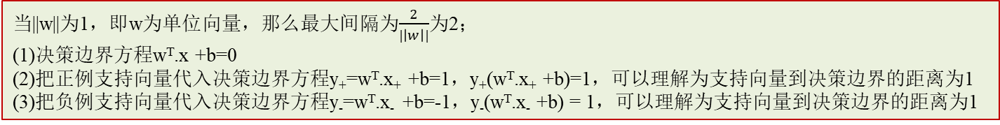 当||w||为1，即w为单位向量，那么最大间隔为2/||w||为2；
(1)决策边界方程wᵀ.x +b=0
(2)把正例支持向量代入决策边界方程y₊=wᵀ.x₊ +b=1，y₊(wᵀ.x₊ +b)=1，可以理解为支持向量到决策边界的距离为1
(3)把负例支持向量代入决策边界方程y₋=wᵀ.x₋ +b=-1，y₋(wᵀ.x₋ +b) = 1，可以理解为支持向量到决策边界的距离为1